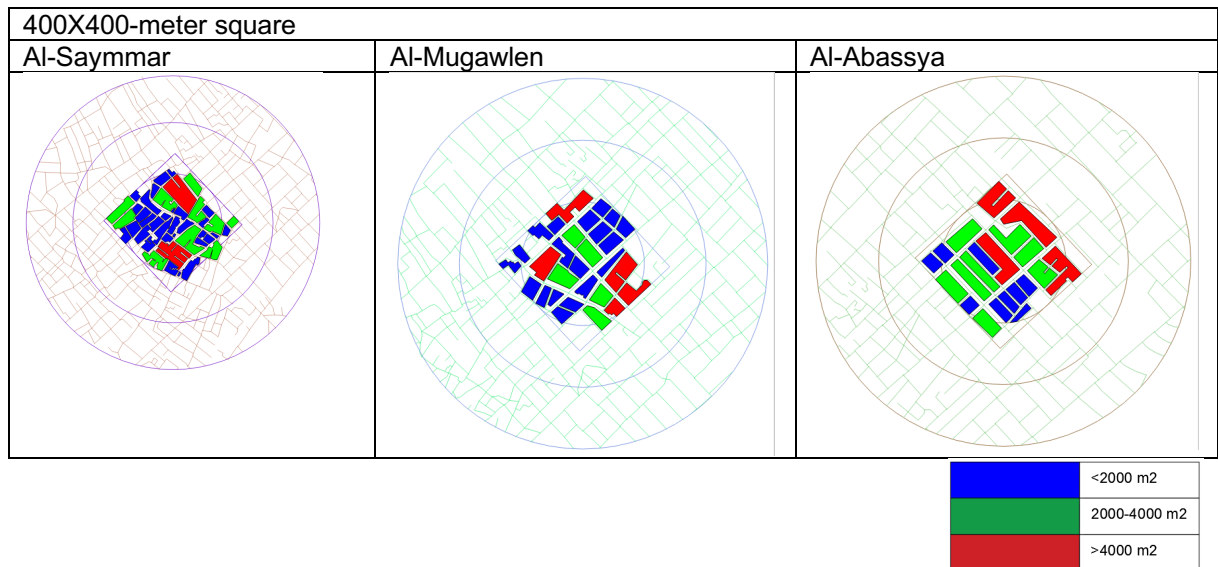 400X400-meter square
Al-Saymmar
Al-Mugawlen
Al-Abassya
<2000 m2
2000-4000 m2
>4000 m2